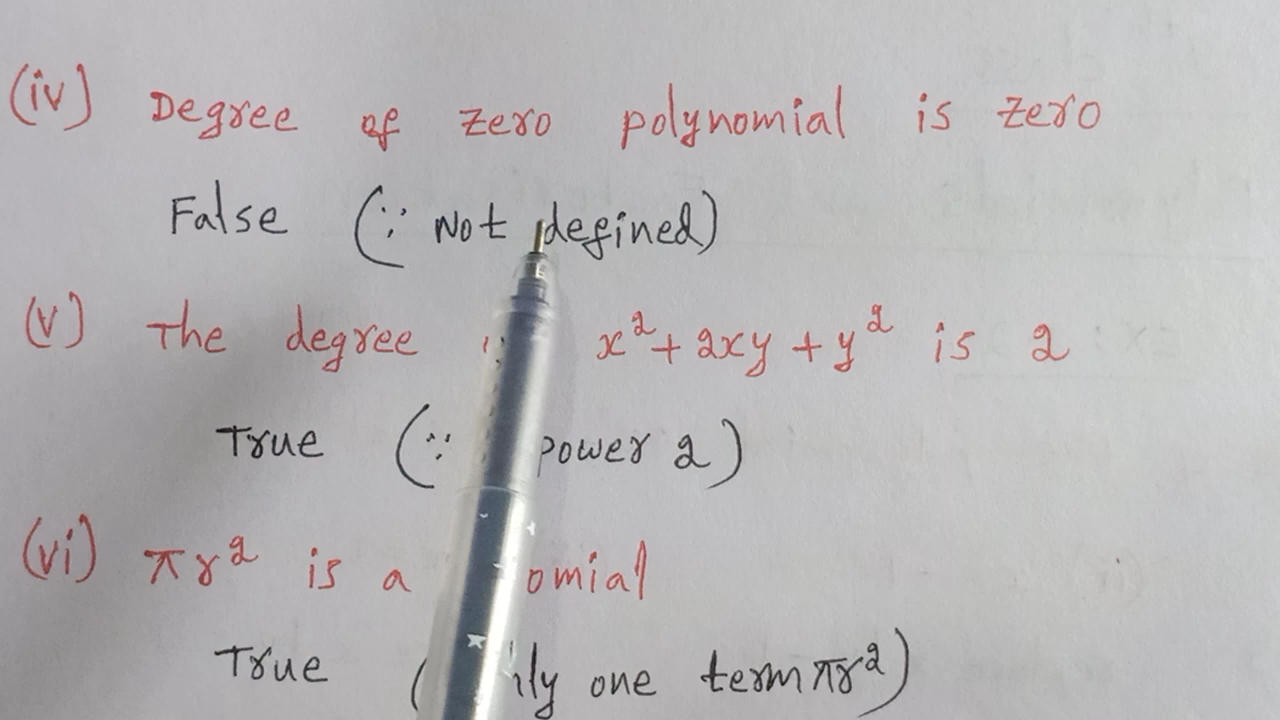 (iv) Degree of zero polynomial is zero
False (∵ Not defined)
(v) The degree x²+2xy+y² is 2
True (∵ power 2)
(vi) πr² is a omial
True ( one term πr²)